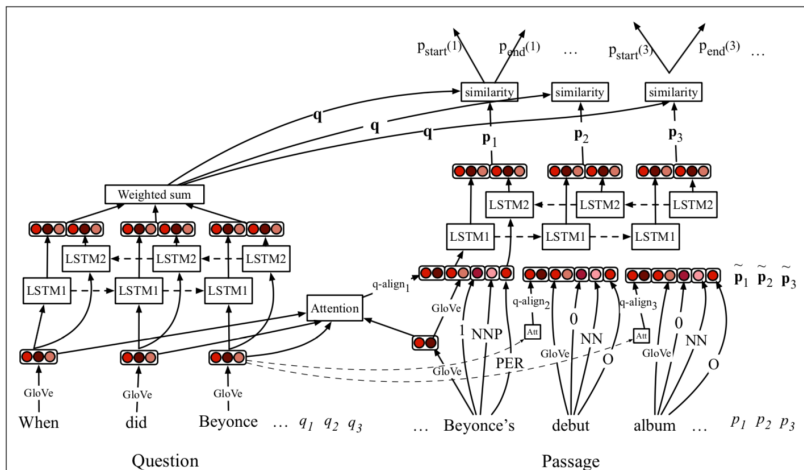 p_start(1) p_end(1) … p_start(3) p_end(3) …
similarity similarity similarity
q q q
p_1 p_2 p_3
Weighted sum
LSTM2 LSTM2
LSTM1 LSTM1 LSTM1
LSTM2 LSTM2 LSTM2
LSTM1 LSTM1 LSTM1
q-align_1 q-align_2 q-align_3
p̃_1 p̃_2 p̃_3
Attention
GloVe 1 NNP PER
Att
GloVe 0 NN O
Att
GloVe 0 NN O
GloVe
GloVe GloVe GloVe
When did Beyonce … q_1 q_2 q_3
… Beyonce's debut album … p_1 p_2 p_3
Question Passage